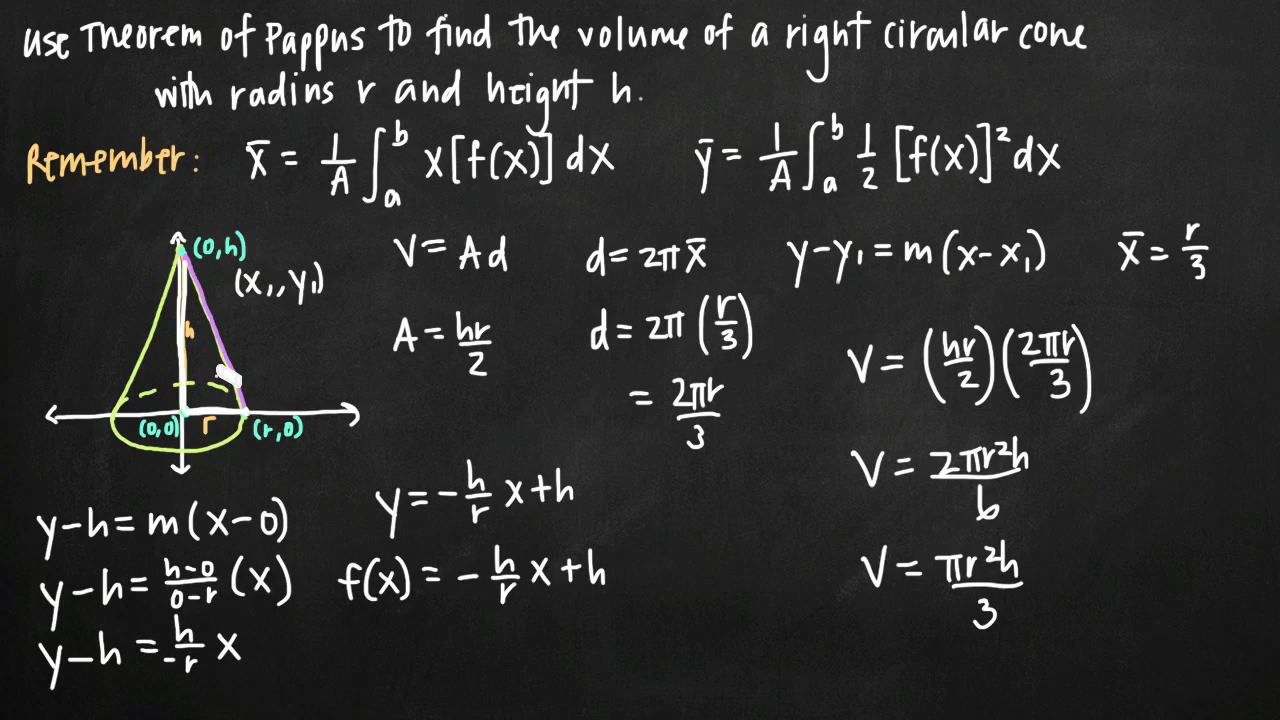 use Theorem of Pappus to find the volume of a right circular cone
with radius r and height h.
Remember: x̄ = 1/A ∫_a^b x[f(x)] dx    ȳ = 1/A ∫_a^b 1/2 [f(x)]² dx
(0,h)
(x₁, y₁)
h
(0,0) r (r,0)
V = Ad    d = 2πx̄    y-y₁ = m(x-x₁)    x̄ = r/3
A = hr/2    d = 2π(r/3)
= 2πr/3
V = (hr/2)(2πr/3)
V = 2πr²h/6
V = πr²h/3
y-h = m(x-0)
y-h = h-0/0-r (x)
y-h = h/-r x
y = -h/r x+h
f(x) = -h/r x+h